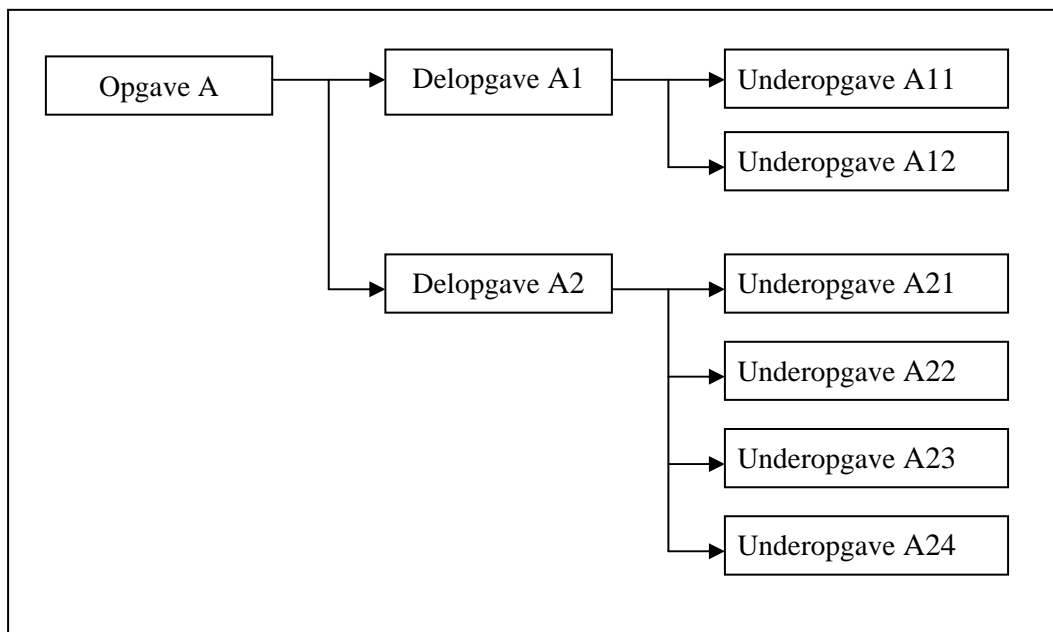 Opgave A
Delopgave A1
Underopgave A11
Underopgave A12
Delopgave A2
Underopgave A21
Underopgave A22
Underopgave A23
Underopgave A24